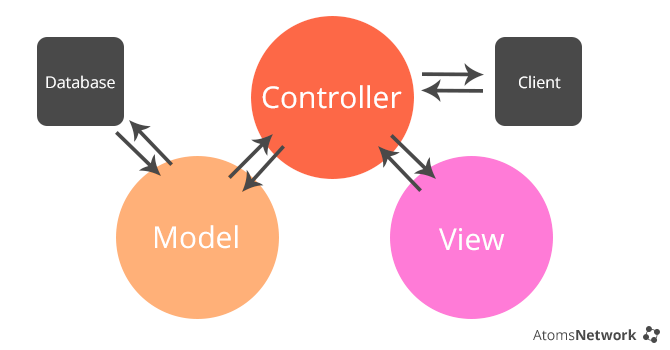 Database
Controller
Client
Model
View
AtomsNetwork